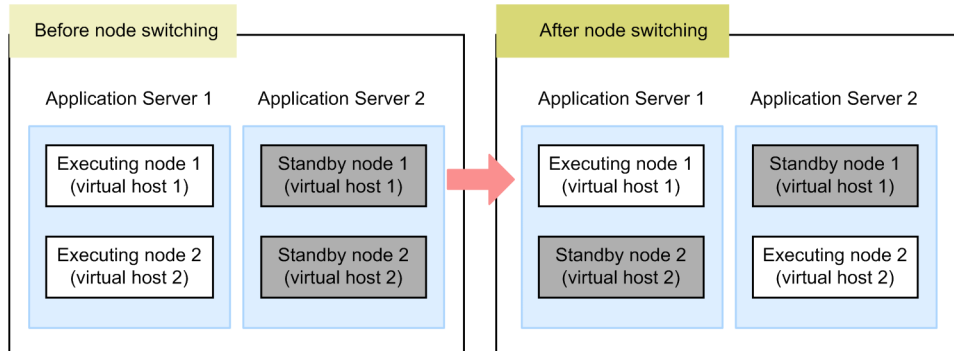 Before node switching
Application Server 1
Application Server 2
Executing node 1
(virtual host 1)
Standby node 1
(virtual host 1)
Executing node 2
(virtual host 2)
Standby node 2
(virtual host 2)
After node switching
Application Server 1
Application Server 2
Executing node 1
(virtual host 1)
Standby node 1
(virtual host 1)
Standby node 2
(virtual host 2)
Executing node 2
(virtual host 2)